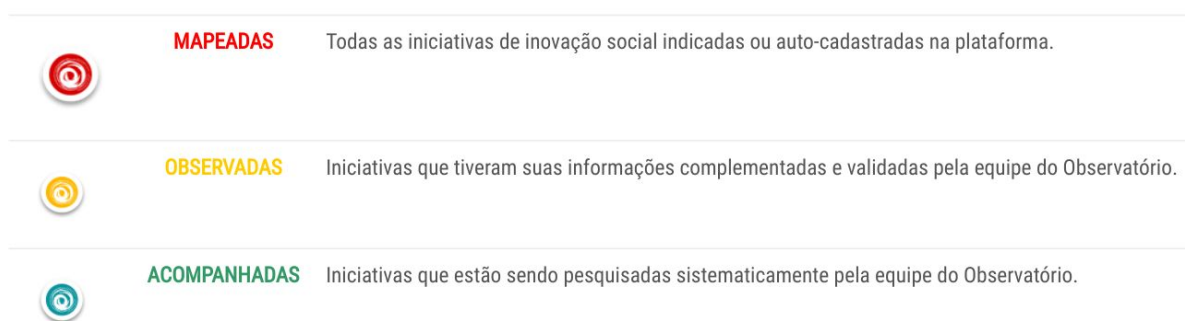 MAPEADAS Todas as iniciativas de inovação social indicadas ou auto-cadastradas na plataforma.
OBSERVADAS Iniciativas que tiveram suas informações complementadas e validadas pela equipe do Observatório.
ACOMPANHADAS Iniciativas que estão sendo pesquisadas sistematicamente pela equipe do Observatório.